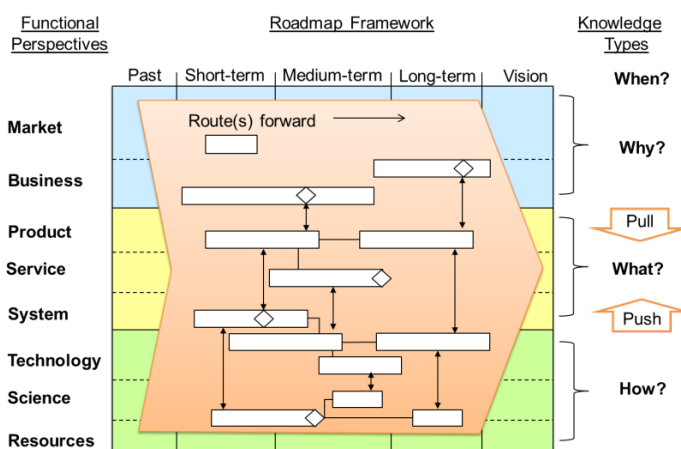 Functional
Perspectives
Roadmap Framework
Knowledge
Types
Past
Short-term
Medium-term
Long-term
Vision
When?
Route(s) forward
Market
Why?
Business
Pull
Product
Service
What?
System
Push
Technology
Science
How?
Resources